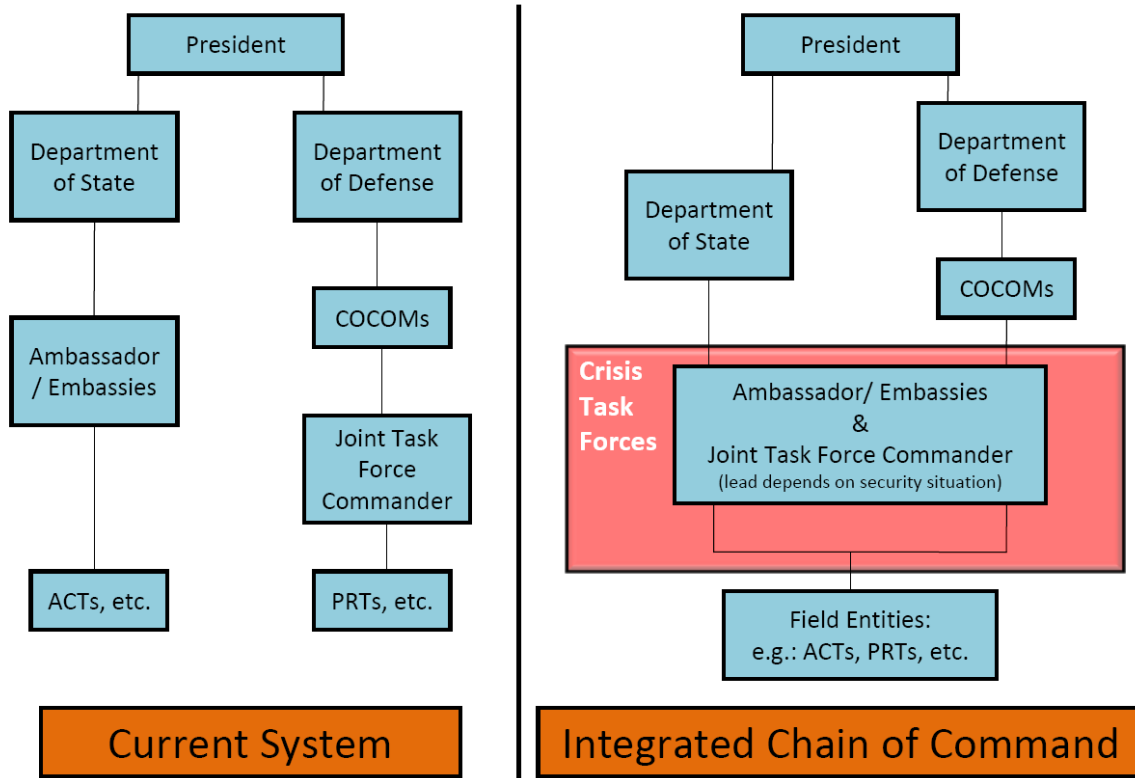 President
Department
of State
Department
of Defense
Ambassador
/ Embassies
COCOMs
Joint Task
Force
Commander
ACTs, etc.
PRTs, etc.
Current System
President
Department
of State
Department
of Defense
COCOMs
Crisis
Task
Forces
Ambassador/ Embassies
&
Joint Task Force Commander
(lead depends on security situation)
Field Entities:
e.g.: ACTs, PRTs, etc.
Integrated Chain of Command